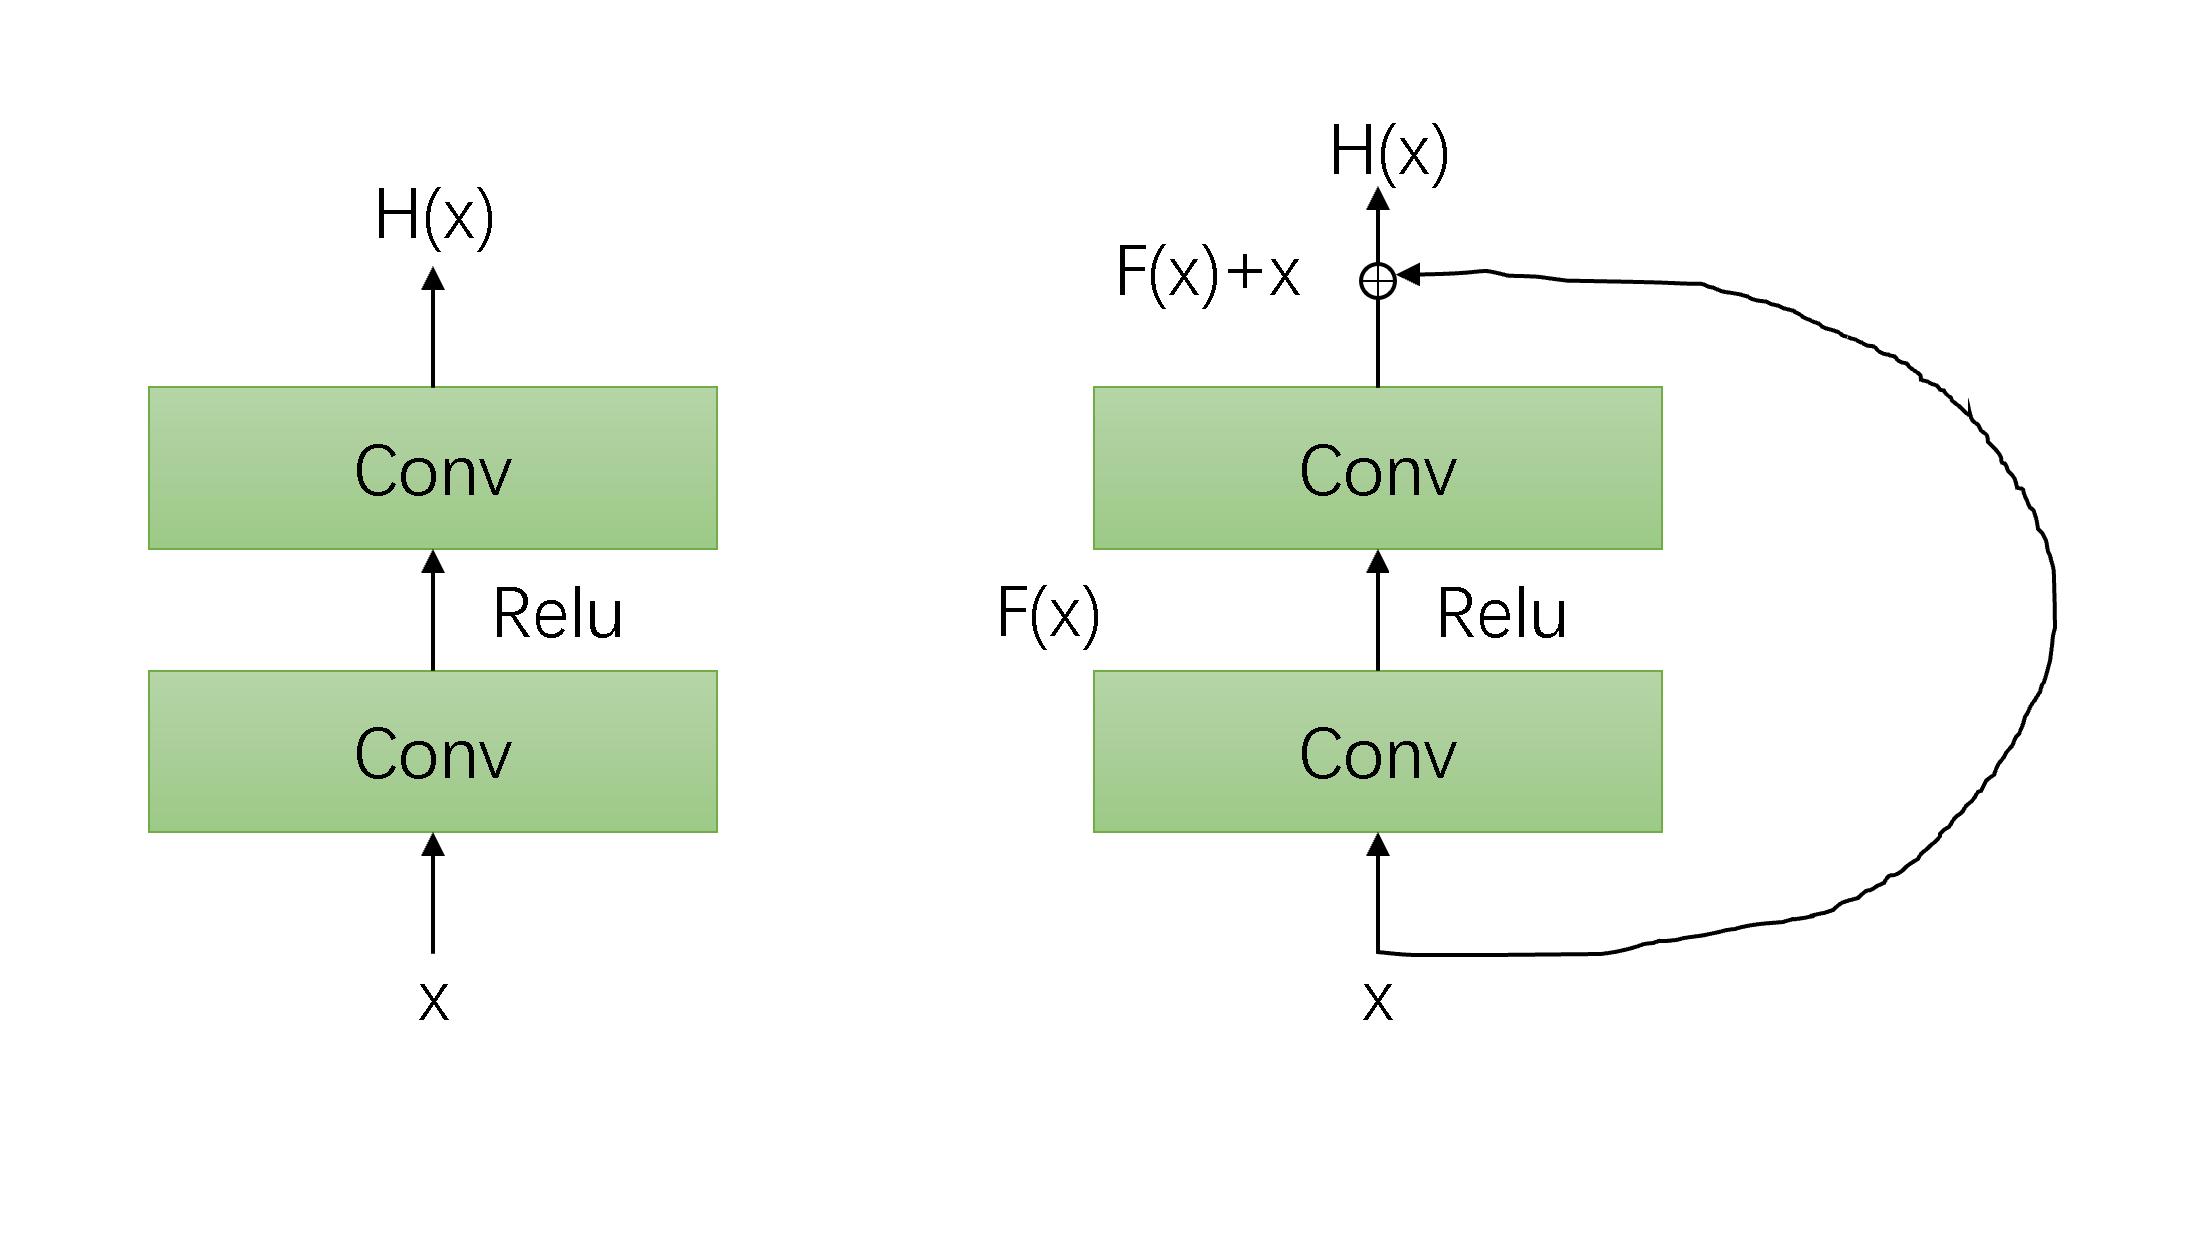 H(x)
Conv
Relu
Conv
x
H(x)
F(x)+x
Conv
F(x)
Relu
Conv
x